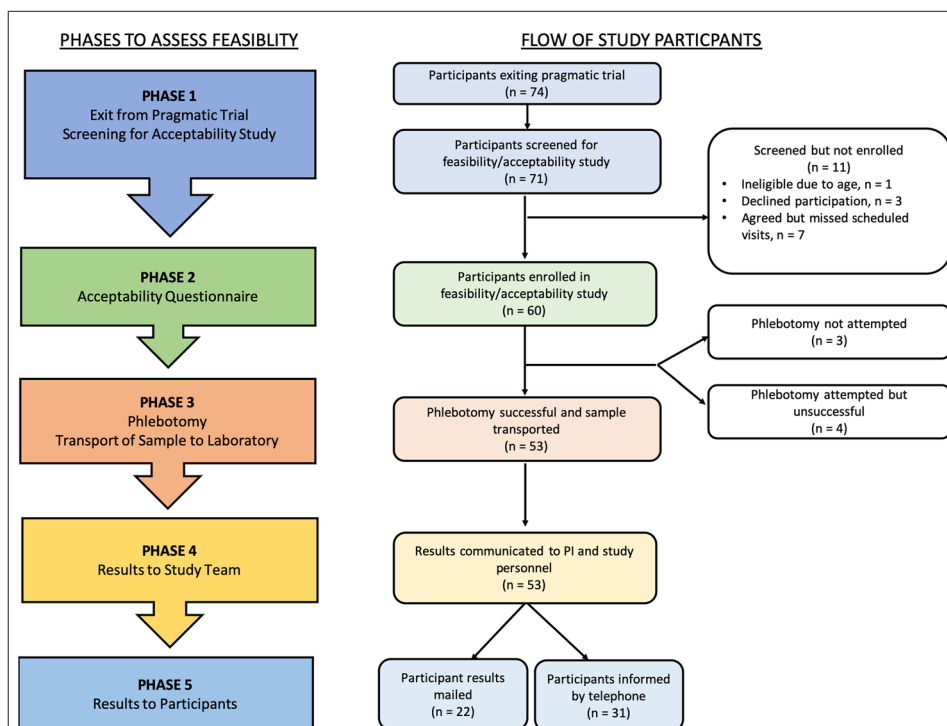 PHASES TO ASSESS FEASIBLITY
PHASE 1
Exit from Pragmatic Trial
Screening for Acceptability Study
PHASE 2
Acceptability Questionnaire
PHASE 3
Phlebotomy
Transport of Sample to Laboratory
PHASE 4
Results to Study Team
PHASE 5
Results to Participants
FLOW OF STUDY PARTICPANTS
Participants exiting pragmatic trial
(n = 74)
Participants screened for
feasibility/acceptability study
(n = 71)
Screened but not enrolled
(n = 11)
• Ineligible due to age, n = 1
• Declined participation, n = 3
• Agreed but missed scheduled
visits, n = 7
Participants enrolled in
feasibility/acceptability study
(n = 60)
Phlebotomy not attempted
(n = 3)
Phlebotomy attempted but
unsuccessful
(n = 4)
Phlebotomy successful and sample
transported
(n = 53)
Results communicated to PI and study
personnel
(n = 53)
Participant results
mailed
(n = 22)
Participants informed
by telephone
(n = 31)